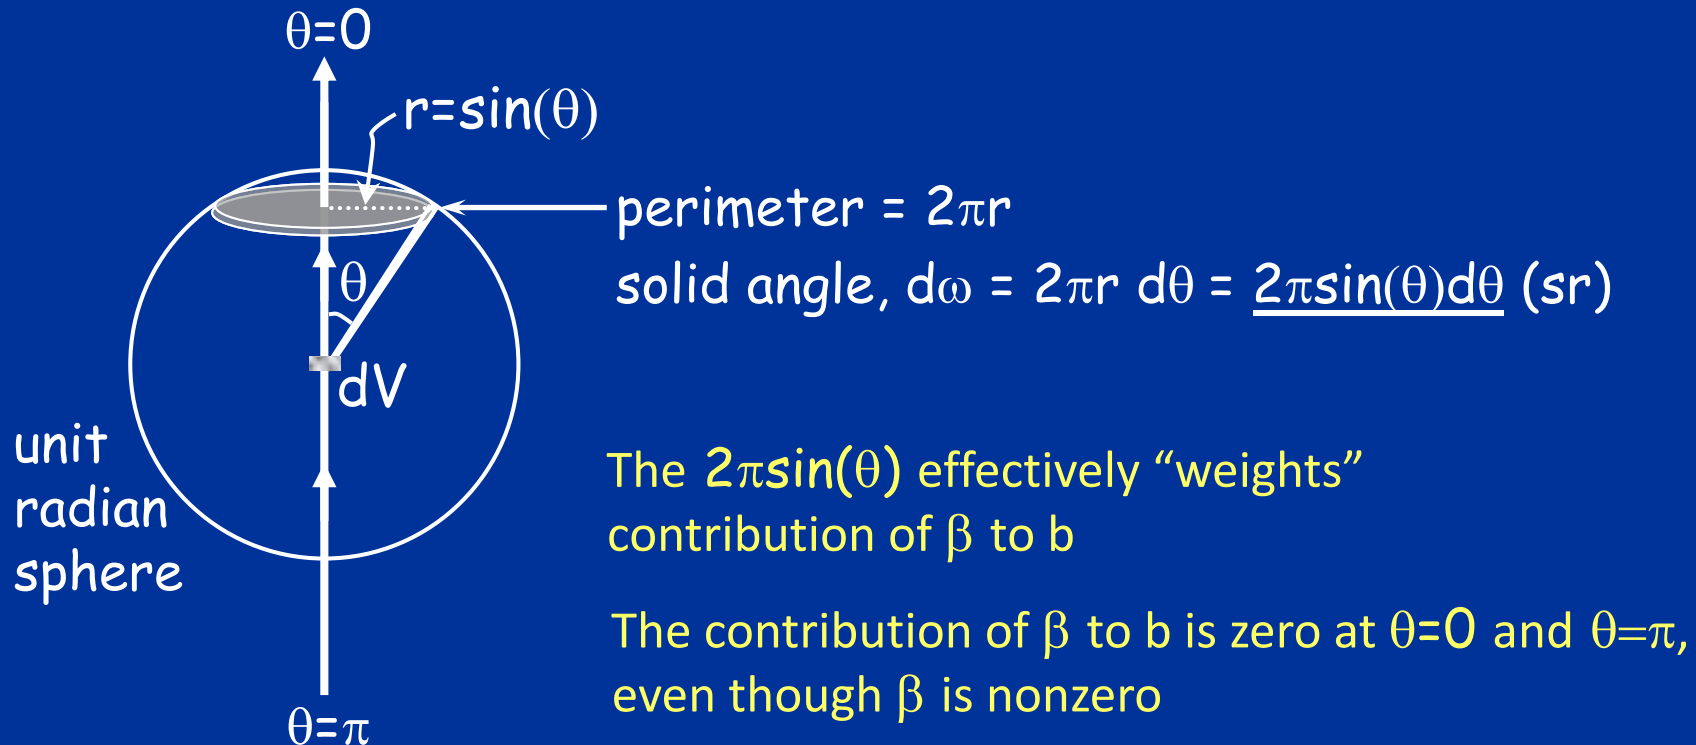 θ=0
r=sin(θ)
perimeter = 2πr
θ
solid angle, dω = 2πr dθ = 2πsin(θ)dθ (sr)
dV
unit
radian
sphere
The 2πsin(θ) effectively “weights”
contribution of β to b
The contribution of β to b is zero at θ=0 and θ=π,
even though β is nonzero
θ=π